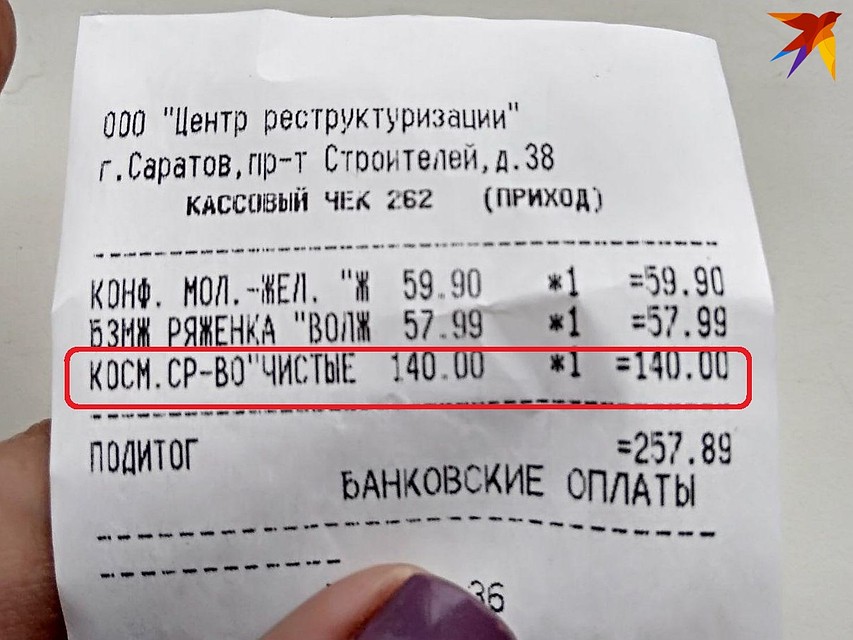 ООО "Центр реструктуризации"
г.Саратов,пр-т Строителей,д.38
КАССОВЫЙ ЧЕК 262 (ПРИХОД)
КОНФ. МОЛ.-ЖЕЛ. "Ж 59.90 *1 =59.90
БЗМЖ РЯЖЕНКА "ВОЛЖ 57.99 *1 =57.99
КОСМ.СР-ВО"ЧИСТЫЕ 140.00 *1 =140.00
ПОДИТОГ =257.89
БАНКОВСКИЕ ОПЛАТЫ
36